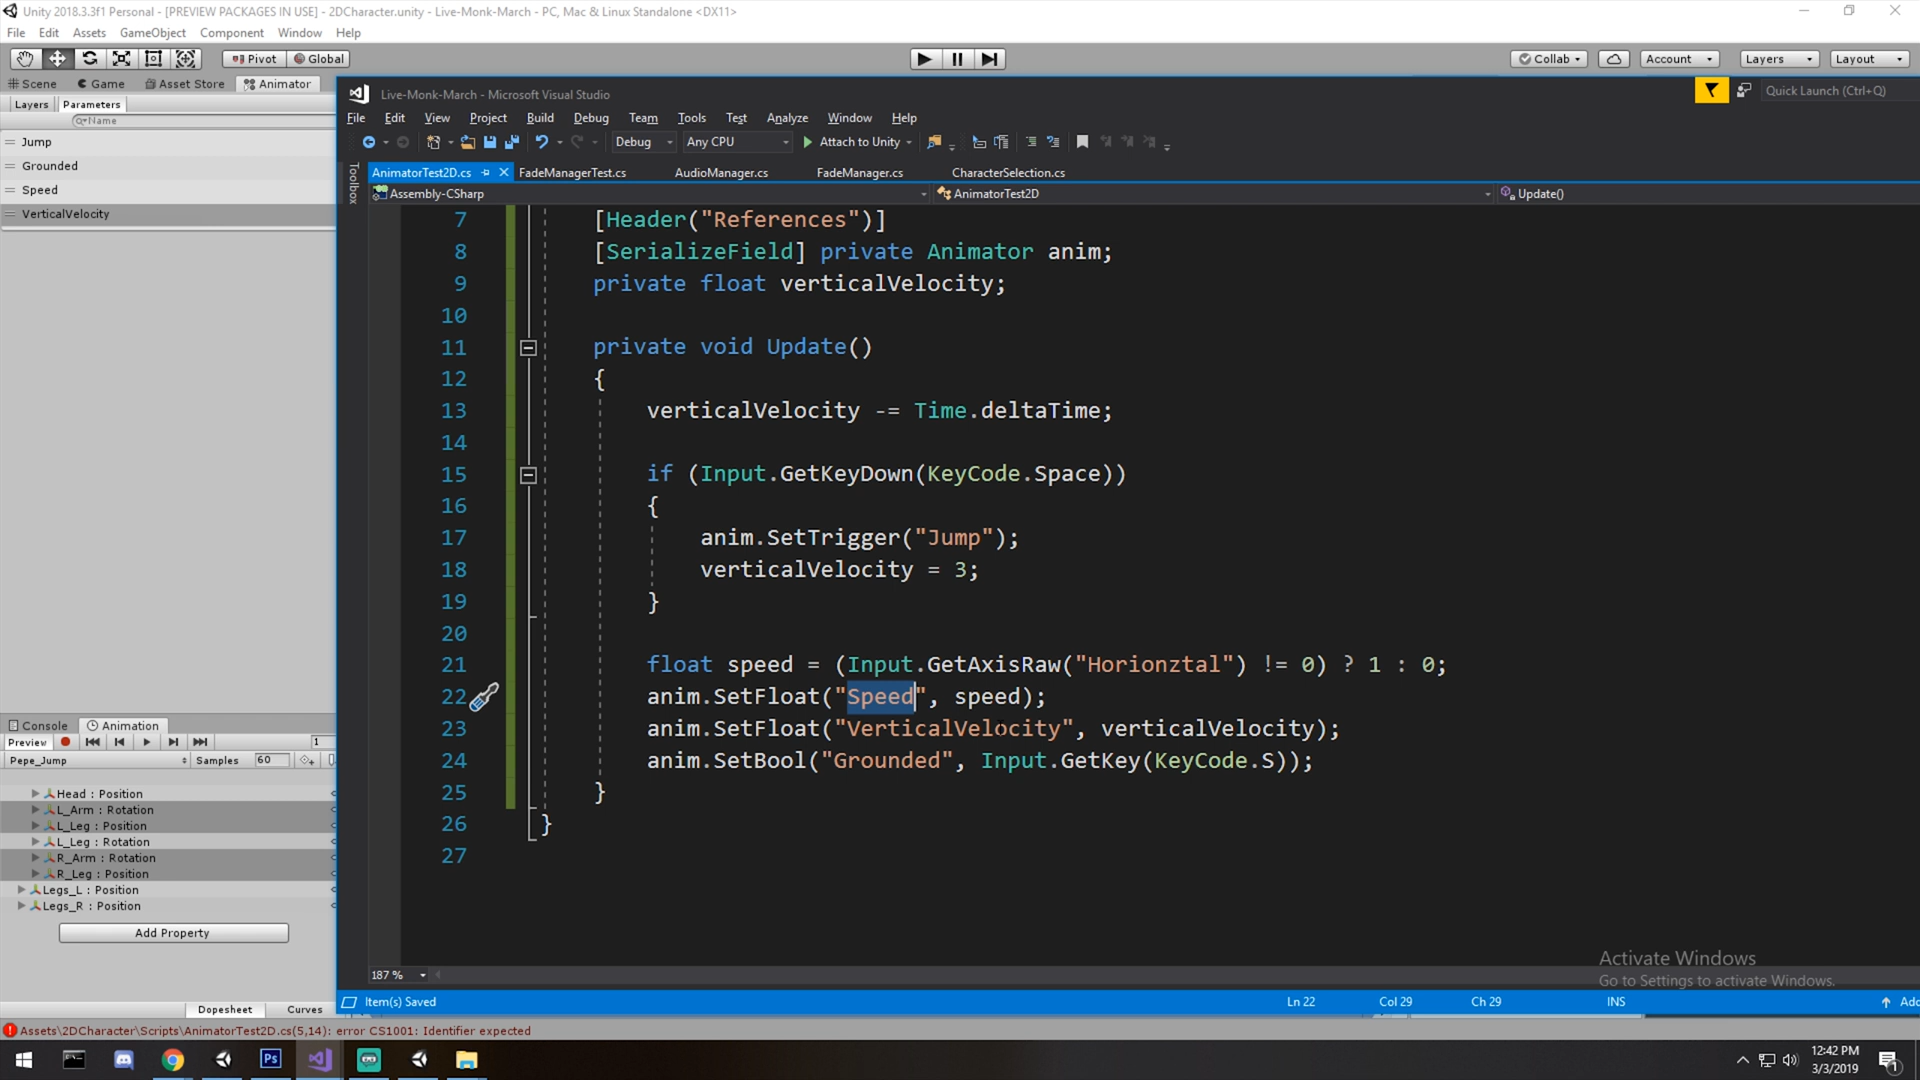 Unity 2018.3.3f1 Personal - [PREVIEW PACKAGES IN USE] - 2DCharacter.unity - Live-Monk-March - PC, Mac & Linux Standalone <DX11>
File Edit Assets GameObject Component Window Help
Pivot Global Collab Account Layers Layout
Scene Game Asset Store Animator
Layers Parameters
Name
Jump
Grounded
Speed
VerticalVelocity
Live-Monk-March - Microsoft Visual Studio
Quick Launch (Ctrl+Q)
File Edit View Project Build Debug Team Tools Test Analyze Window Help
Debug Any CPU Attach to Unity
Toolbox
AnimatorTest2D.cs FadeManagerTest.cs AudioManager.cs FadeManager.cs CharacterSelection.cs
Assembly-CSharp AnimatorTest2D Update()
7 [Header("References")]
8 [SerializeField] private Animator anim;
9 private float verticalVelocity;
10
11 private void Update()
12 {
13 verticalVelocity -= Time.deltaTime;
14
15 if (Input.GetKeyDown(KeyCode.Space))
16 {
17 anim.SetTrigger("Jump");
18 verticalVelocity = 3;
19 }
20
21 float speed = (Input.GetAxisRaw("Horionztal") != 0) ? 1 : 0;
22 anim.SetFloat("Speed", speed);
23 anim.SetFloat("VerticalVelocity", verticalVelocity);
24 anim.SetBool("Grounded", Input.GetKey(KeyCode.S));
25 }
26 }
27
Console Animation
Preview 1
Pepe_Jump Samples 60
Head : Position
L_Arm : Rotation
L_Leg : Position
L_Leg : Rotation
R_Arm : Rotation
R_Leg : Position
Legs_L : Position
Legs_R : Position
Add Property
Dopesheet Curves
187 %
Activate Windows
Go to Settings to activate Windows.
Item(s) Saved Ln 22 Col 29 Ch 29 INS
Assets\2DCharacter\Scripts\AnimatorTest2D.cs(5,14): error CS1001: Identifier expected
Ps
12:42 PM
3/3/2019
1